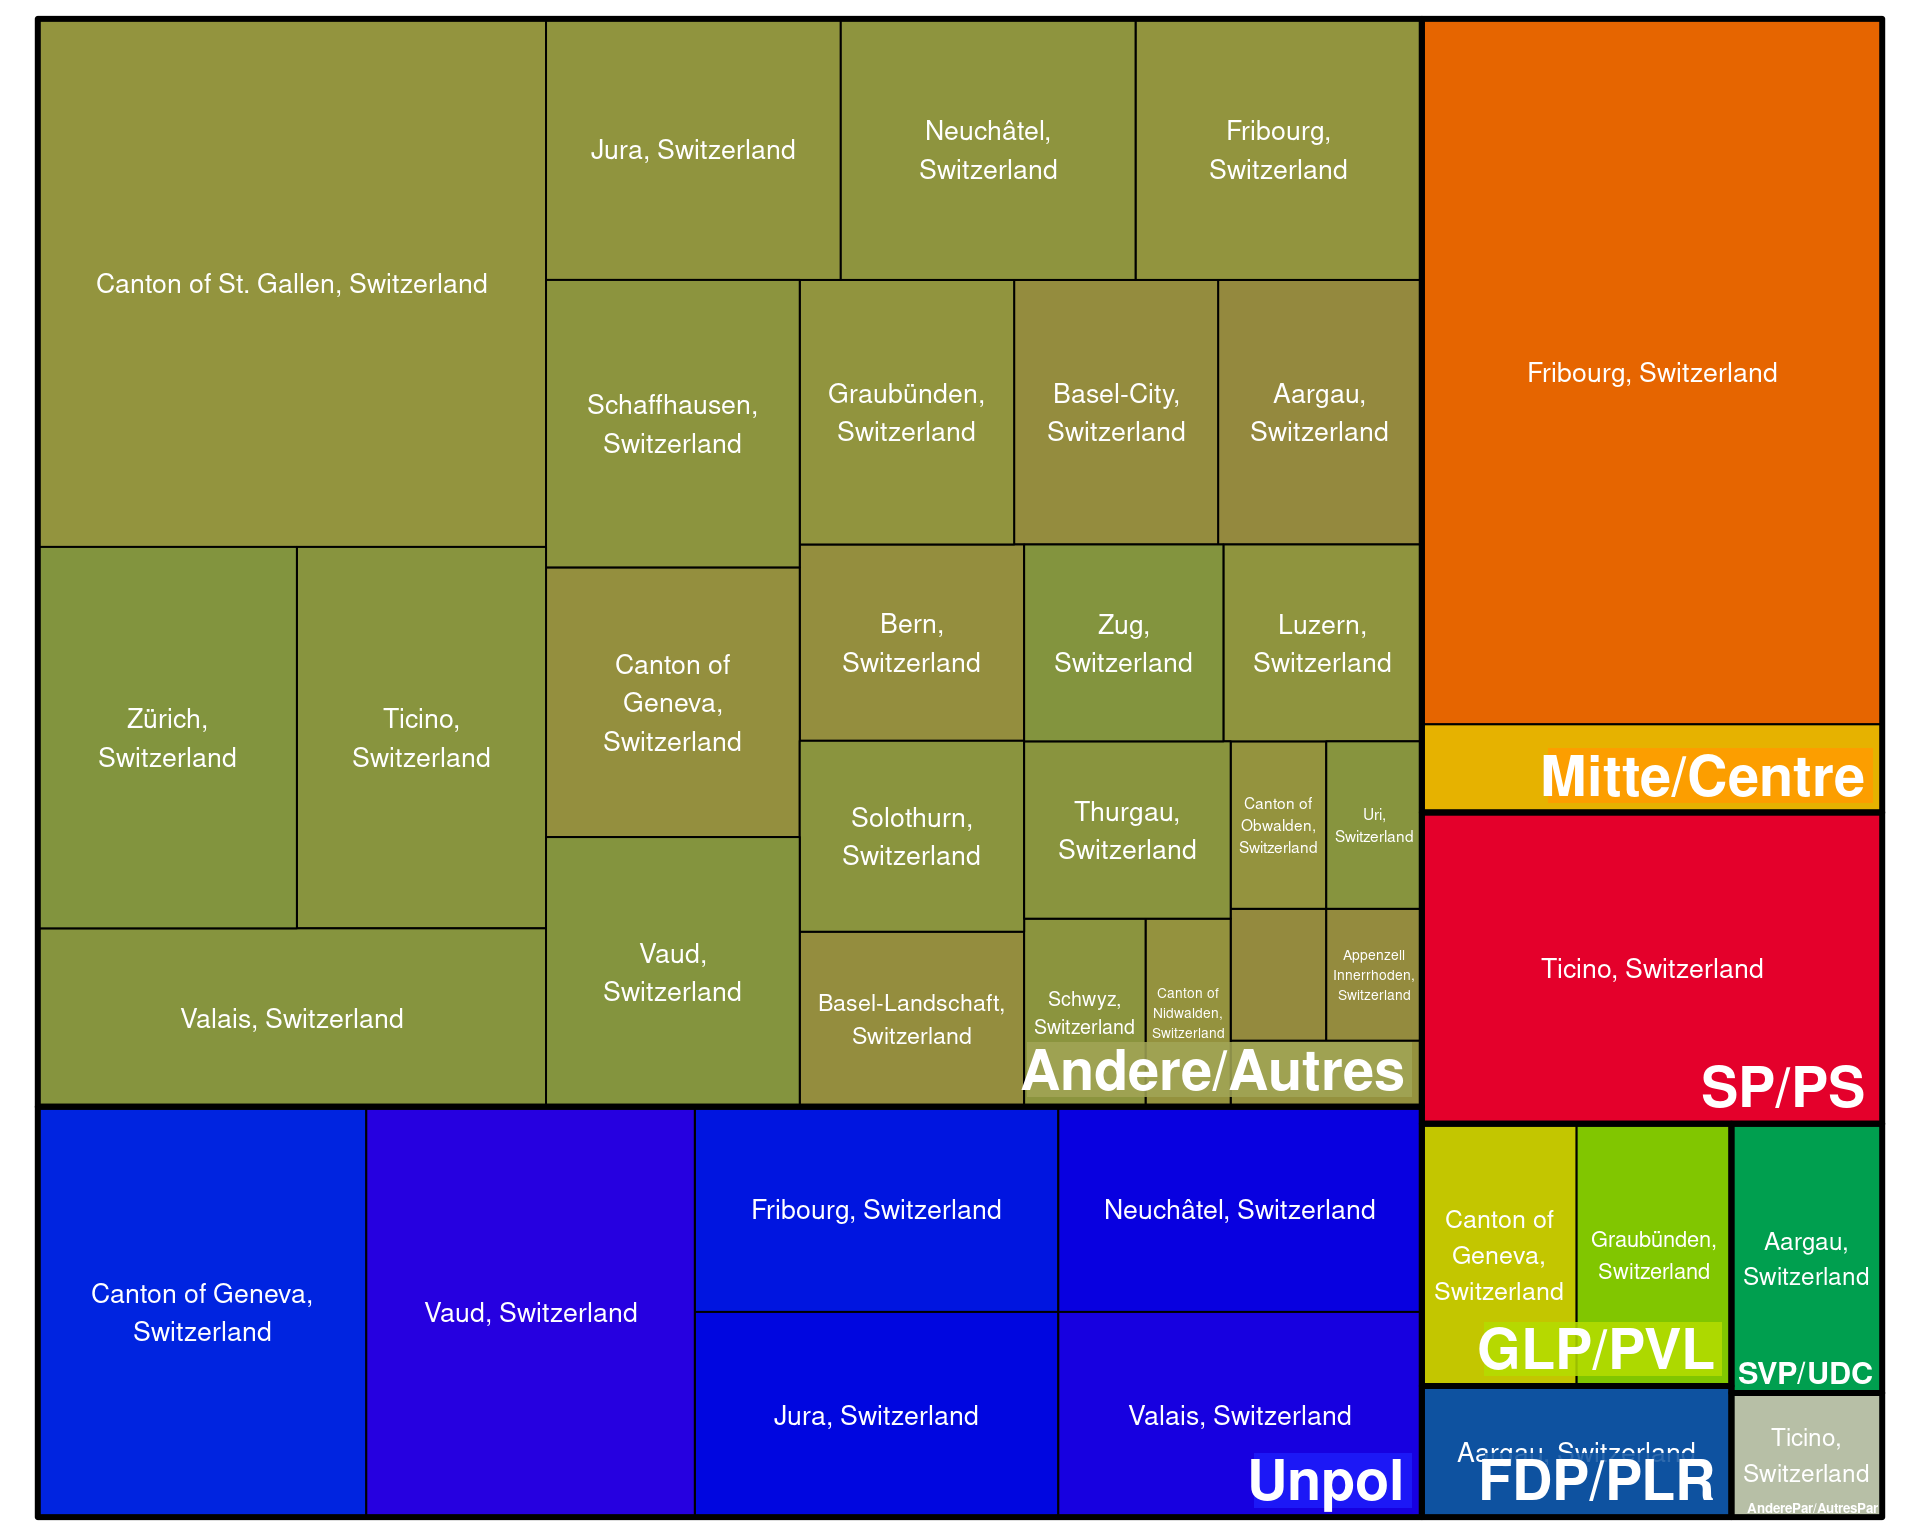 Canton of St. Gallen, Switzerland
Jura, Switzerland
Neuchâtel,
Switzerland
Fribourg,
Switzerland
Schaffhausen,
Switzerland
Graubünden,
Switzerland
Basel-City,
Switzerland
Aargau,
Switzerland
Zürich,
Switzerland
Ticino,
Switzerland
Canton of
Geneva,
Switzerland
Bern,
Switzerland
Zug,
Switzerland
Luzern,
Switzerland
Solothurn,
Switzerland
Thurgau,
Switzerland
Canton of
Obwalden,
Switzerland
Uri,
Switzerland
Valais, Switzerland
Vaud,
Switzerland
Basel-Landschaft,
Switzerland
Schwyz,
Switzerland
Canton of
Nidwalden,
Switzerland
Appenzell
Innerrhoden,
Switzerland
Andere/Autres
Fribourg, Switzerland
Mitte/Centre
Ticino, Switzerland
SP/PS
Canton of Geneva,
Switzerland
Vaud, Switzerland
Fribourg, Switzerland
Neuchâtel, Switzerland
Jura, Switzerland
Valais, Switzerland
Unpol
Canton of
Geneva,
Switzerland
Graubünden,
Switzerland
GLP/PVL
Aargau,
Switzerland
SVP/UDC
Aargau, Switzerland
FDP/PLR
Ticino,
Switzerland
AnderePar/AutresPar